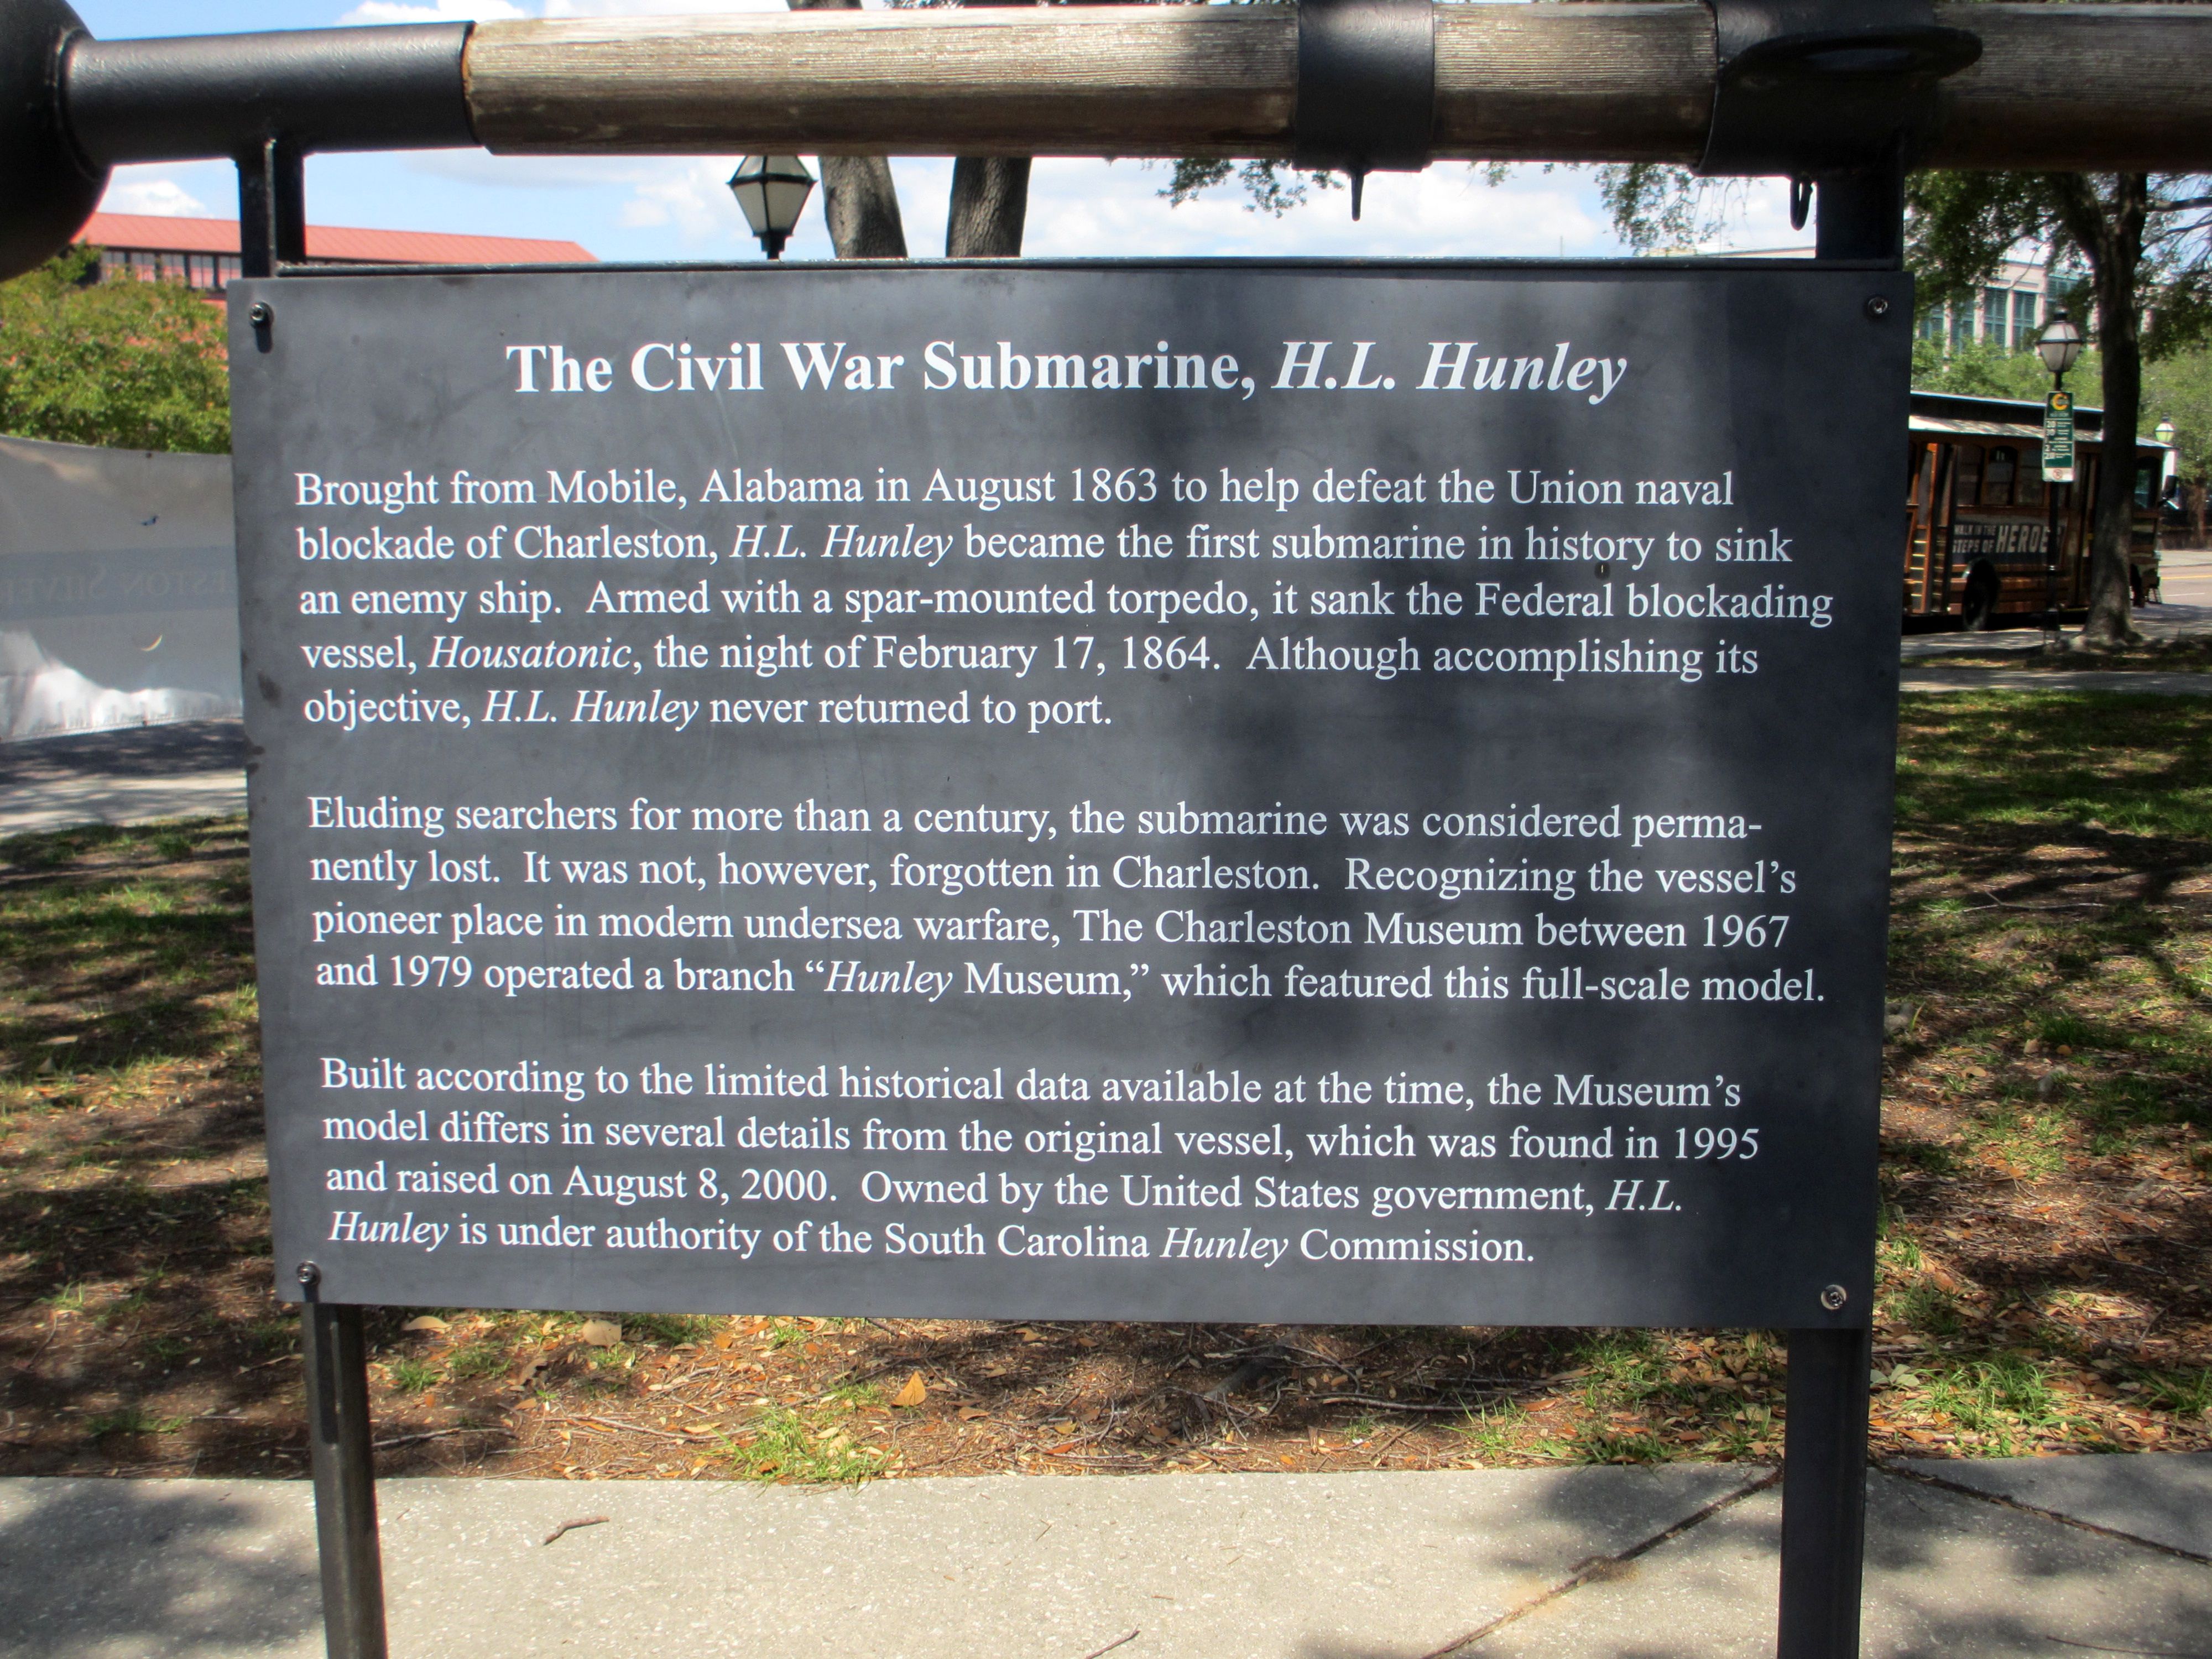 The Civil War Submarine, H.L. Hunley
Brought from Mobile, Alabama in August 1863 to help defeat the Union naval
blockade of Charleston, H.L. Hunley became the first submarine in history to sink
an enemy ship.  Armed with a spar-mounted torpedo, it sank the Federal blockading
vessel, Housatonic, the night of February 17, 1864.  Although accomplishing its
objective, H.L. Hunley never returned to port.
Eluding searchers for more than a century, the submarine was considered perma-
nently lost.  It was not, however, forgotten in Charleston.  Recognizing the vessel’s
pioneer place in modern undersea warfare, The Charleston Museum between 1967
and 1979 operated a branch “Hunley Museum,” which featured this full-scale model.
Built according to the limited historical data available at the time, the Museum’s
model differs in several details from the original vessel, which was found in 1995
and raised on August 8, 2000.  Owned by the United States government, H.L.
Hunley is under authority of the South Carolina Hunley Commission.
WALK IN THE
STEPS OF HEROE